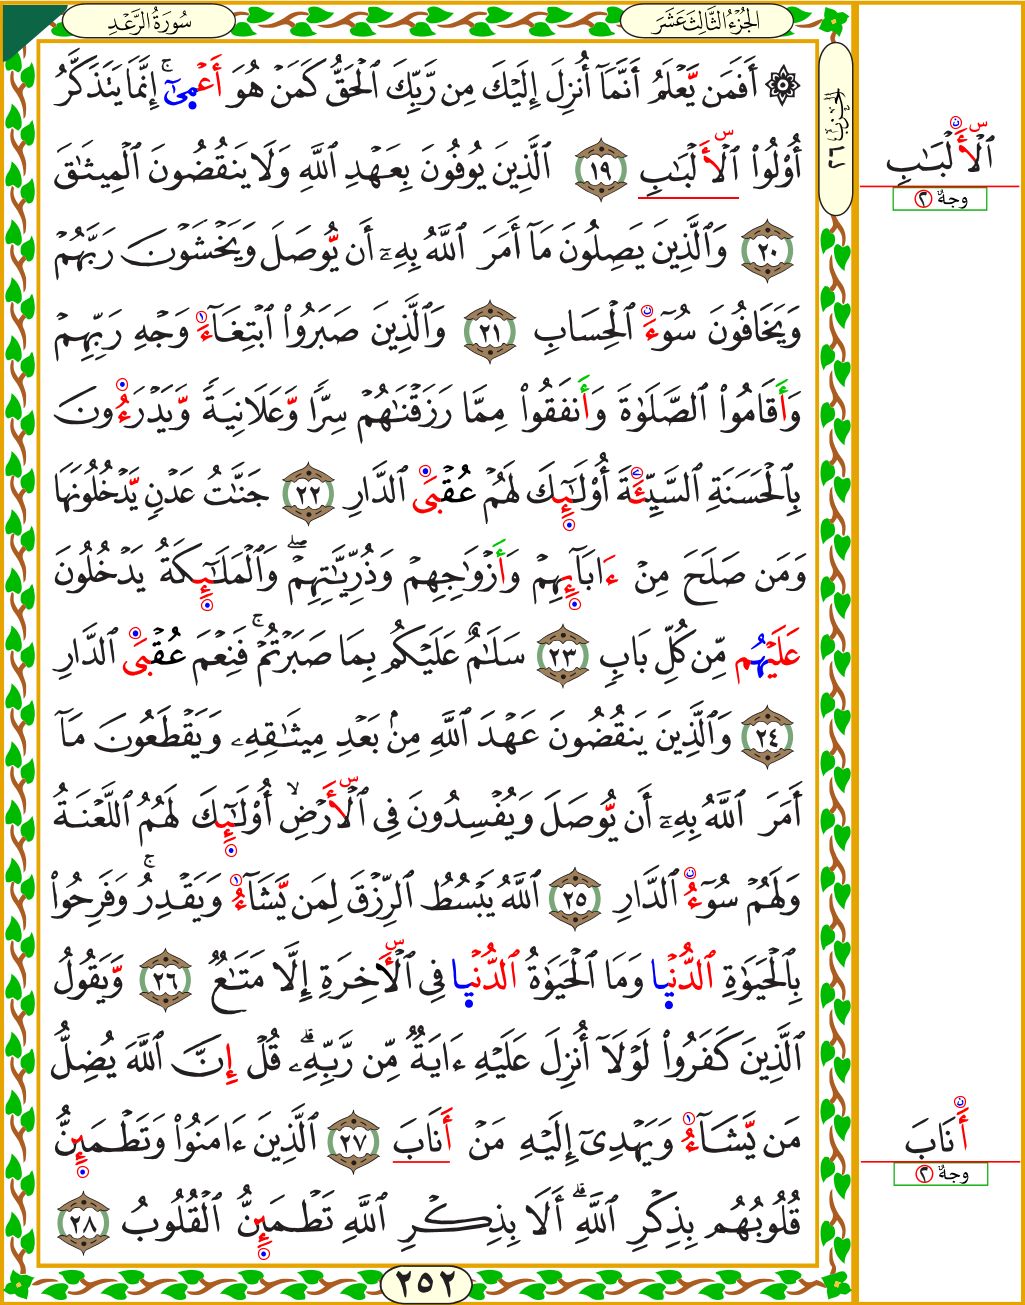 سُورَةُ الرَّعْدِ
الجُزْءُ الثَّالِثَ عَشَرَ
الحزب ٢٦
۞ أَفَمَن يَّعْلَمُ أَنَّمَآ أُنزِلَ إِلَيْكَ مِن رَّبِّكَ ٱلْحَقُّ كَمَنْ هُوَ أَعْمَىٰٓ ۚ إِنَّمَا يَتَذَكَّرُ
أُو۟لُوا۟ ٱلْأَلْبَـٰبِ ١٩ ٱلَّذِينَ يُوفُونَ بِعَهْدِ ٱللَّهِ وَلَا يَنقُضُونَ ٱلْمِيثَـٰقَ
٢٠ وَٱلَّذِينَ يَصِلُونَ مَآ أَمَرَ ٱللَّهُ بِهِۦٓ أَن يُّوصَلَ وَيَخْشَوْنَ رَبَّهُمْ
وَيَخَافُونَ سُوٓءَ ٱلْحِسَابِ ٢١ وَٱلَّذِينَ صَبَرُوا۟ ٱبْتِغَآءَ وَجْهِ رَبِّهِمْ
وَأَقَامُوا۟ ٱلصَّلَوٰةَ وَأَنفَقُوا۟ مِمَّا رَزَقْنَـٰهُمْ سِرًّا وَّعَلَانِيَةً وَّيَدْرَءُونَ
بِٱلْحَسَنَةِ ٱلسَّيِّئَةَ أُو۟لَـٰٓئِكَ لَهُمْ عُقْبَى ٱلدَّارِ ٢٢ جَنَّـٰتُ عَدْنٍ يَّدْخُلُونَهَا
وَمَن صَلَحَ مِنْ ءَابَآئِهِمْ وَأَزْوَٰجِهِمْ وَذُرِّيَّـٰتِهِمْ ۖ وَٱلْمَلَـٰٓئِكَةُ يَدْخُلُونَ
عَلَيْهُم مِّن كُلِّ بَابٍ ٢٣ سَلَـٰمٌ عَلَيْكُم بِمَا صَبَرْتُمْ ۚ فَنِعْمَ عُقْبَى ٱلدَّارِ
٢٤ وَٱلَّذِينَ يَنقُضُونَ عَهْدَ ٱللَّهِ مِنۢ بَعْدِ مِيثَـٰقِهِۦ وَيَقْطَعُونَ مَآ
أَمَرَ ٱللَّهُ بِهِۦٓ أَن يُّوصَلَ وَيُفْسِدُونَ فِى ٱلْأَرْضِ ۙ أُو۟لَـٰٓئِكَ لَهُمُ ٱللَّعْنَةُ
وَلَهُمْ سُوٓءُ ٱلدَّارِ ٢٥ ٱللَّهُ يَبْسُطُ ٱلرِّزْقَ لِمَن يَّشَآءُ وَيَقْدِرُ ۚ وَفَرِحُوا۟
بِٱلْحَيَوٰةِ ٱلدُّنْيَا وَمَا ٱلْحَيَوٰةُ ٱلدُّنْيَا فِى ٱلْأَخِرَةِ إِلَّا مَتَـٰعٌ ٢٦ وَّيَقُولُ
ٱلَّذِينَ كَفَرُوا۟ لَوْلَآ أُنزِلَ عَلَيْهِ ءَايَةٌ مِّن رَّبِّهِۦ ۗ قُلْ إِنَّ ٱللَّهَ يُضِلُّ
مَن يَّشَآءُ وَيَهْدِىٓ إِلَيْهِ مَنْ أَنَابَ ٢٧ ٱلَّذِينَ ءَامَنُوا۟ وَتَطْمَئِنُّ
قُلُوبُهُم بِذِكْرِ ٱللَّهِ ۗ أَلَا بِذِكْرِ ٱللَّهِ تَطْمَئِنُّ ٱلْقُلُوبُ ٢٨
٢٥٢
ٱلْأَلْبَـٰبِ
وجهٌ ٢
أَنَابَ
وجهٌ ٢